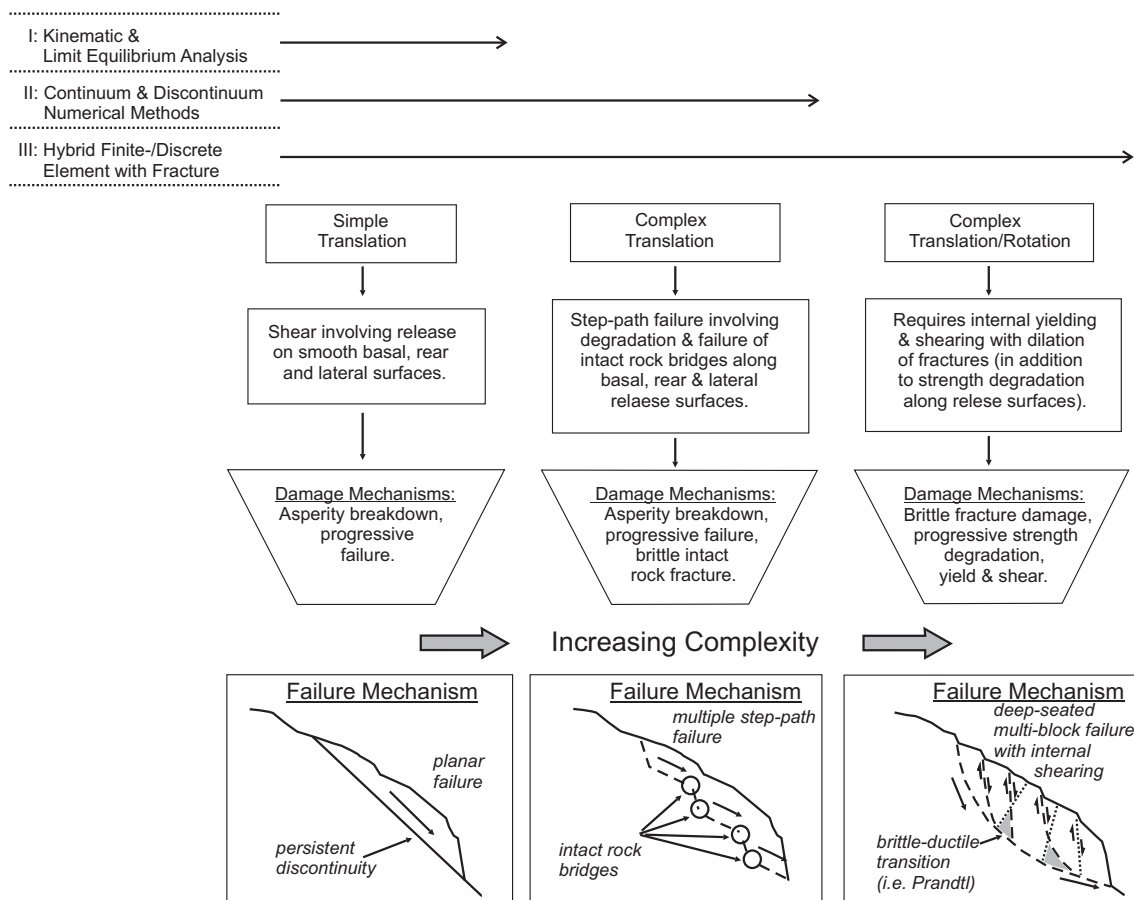 I: Kinematic &
Limit Equilibrium Analysis
II: Continuum & Discontinuum
Numerical Methods
III: Hybrid Finite-/Discrete
Element with Fracture
Simple
Translation
Shear involving release
on smooth basal, rear
and lateral surfaces.
Damage Mechanisms:
Asperity breakdown,
progressive
failure.
Complex
Translation
Step-path failure involving
degradation & failure of
intact rock bridges along
basal, rear & lateral
relaese surfaces.
Damage Mechanisms:
Asperity breakdown,
progressive failure,
brittle intact
rock fracture.
Complex
Translation/Rotation
Requires internal yielding
& shearing with dilation
of fractures (in addition
to strength degradation
along relese surfaces).
Damage Mechanisms:
Brittle fracture damage,
progressive strength
degradation,
yield & shear.
Increasing Complexity
Failure Mechanism
planar
failure
persistent
discontinuity
Failure Mechanism
multiple step-path
failure
intact rock
bridges
Failure Mechanism
deep-seated
multi-block failure
with internal
shearing
brittle-ductile
transition
(i.e. Prandtl)